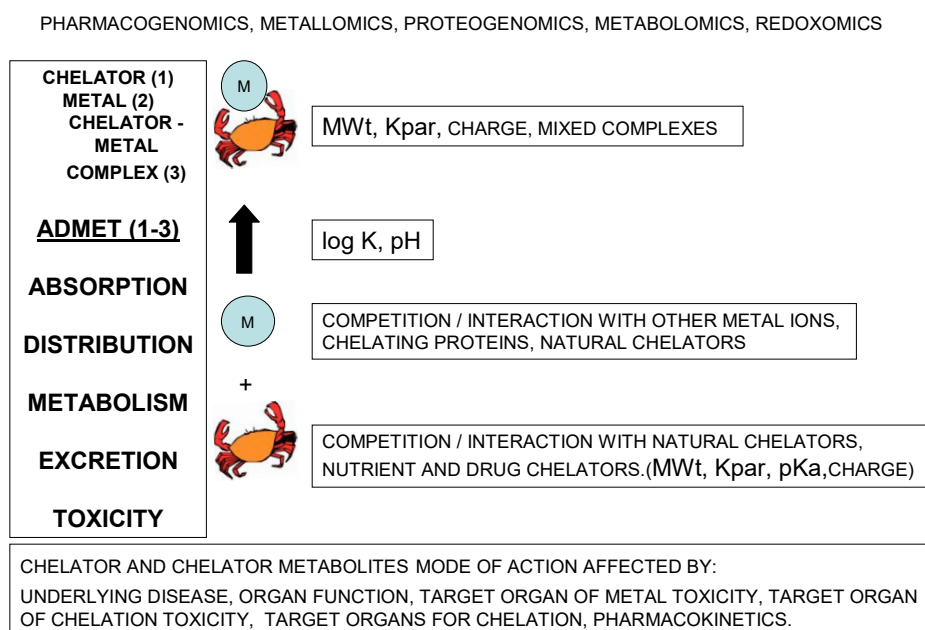 PHARMACOGENOMICS, METALLOMICS, PROTEOGENOMICS, METABOLOMICS, REDOXOMICS
CHELATOR (1)
METAL (2)
CHELATOR -
METAL
COMPLEX (3)
ADMET (1-3)
ABSORPTION
DISTRIBUTION
METABOLISM
EXCRETION
TOXICITY
M
MWt, Kpar, CHARGE, MIXED COMPLEXES
log K, pH
M
COMPETITION / INTERACTION WITH OTHER METAL IONS,
CHELATING PROTEINS, NATURAL CHELATORS
+
COMPETITION / INTERACTION WITH NATURAL CHELATORS,
NUTRIENT AND DRUG CHELATORS.(MWt, Kpar, pKa,CHARGE)
CHELATOR AND CHELATOR METABOLITES MODE OF ACTION AFFECTED BY:
UNDERLYING DISEASE, ORGAN FUNCTION, TARGET ORGAN OF METAL TOXICITY, TARGET ORGAN
OF CHELATION TOXICITY, TARGET ORGANS FOR CHELATION, PHARMACOKINETICS.